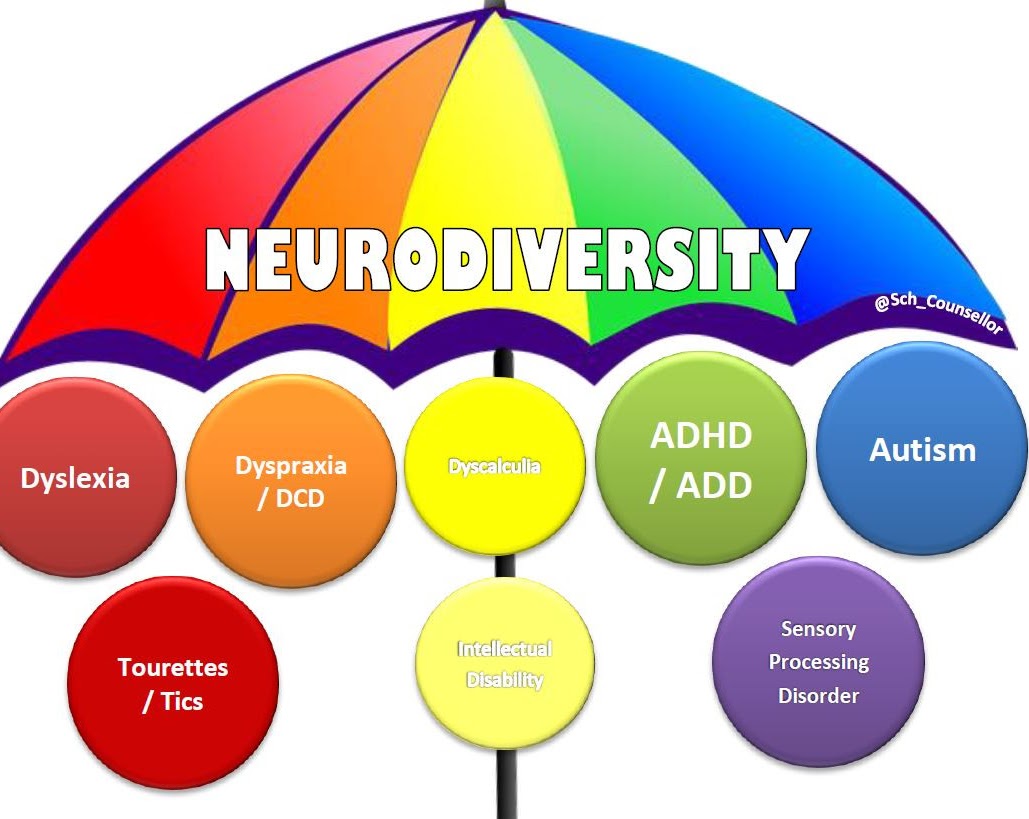 NEURODIVERSITY
@Sch_Counsellor
Dyslexia
Dyspraxia
/ DCD
Dyscalculia
ADHD
/ ADD
Autism
Tourettes
/ Tics
Intellectual
Disability
Sensory
Processing
Disorder